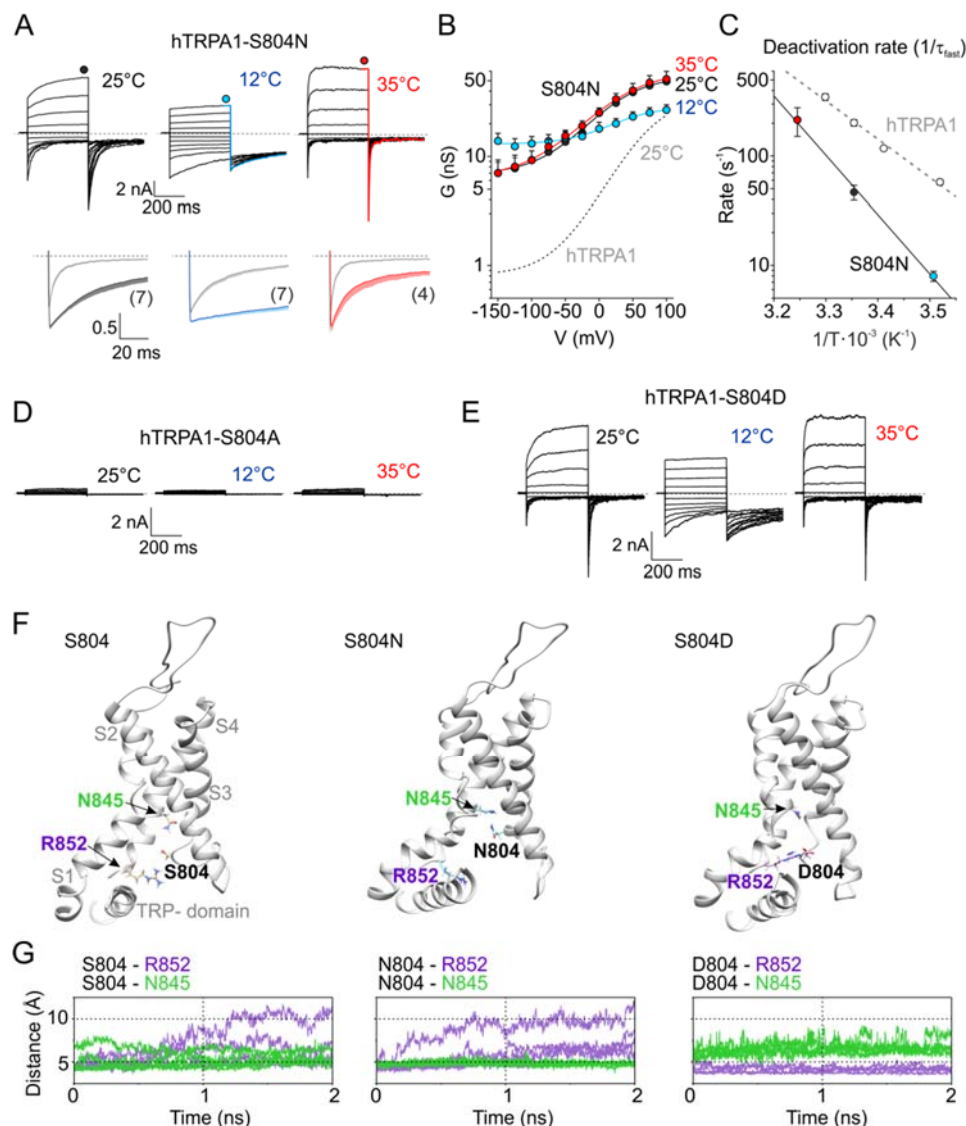 A
hTRPA1-S804N
25°C
12°C
35°C
2 nA
200 ms
(7)
(7)
(4)
0.5
20 ms
B
50
10
5
1
G (nS)
S804N
35°C
25°C
12°C
25°C
hTRPA1
-150
-100
-50
0
50
100
V (mV)
C
Deactivation rate (1/τfast)
500
100
50
10
5
Rate (s-1)
hTRPA1
S804N
3.2
3.3
3.4
3.5
1/T·10-3 (K-1)
D
hTRPA1-S804A
25°C
12°C
35°C
2 nA
200 ms
E
hTRPA1-S804D
25°C
12°C
35°C
2 nA
200 ms
F
S804
S804N
S804D
S2
S4
S3
N845
R852
S804
S1
TRP- domain
N845
N804
R852
N845
R852
D804
G
S804 - R852
S804 - N845
N804 - R852
N804 - N845
D804 - R852
D804 - N845
Distance (Å)
10
5
0
1
2
Time (ns)
0
1
2
Time (ns)
0
1
2
Time (ns)